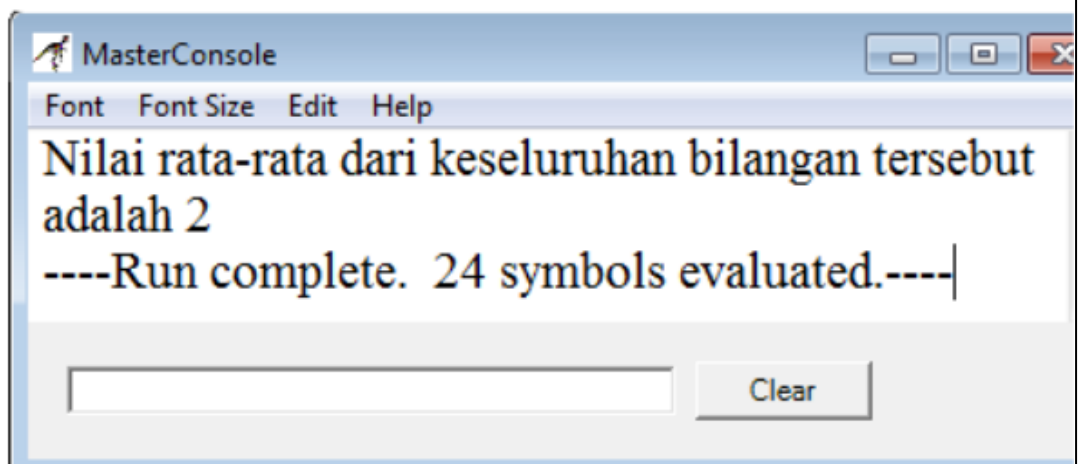 MasterConsole
Font Font Size Edit Help
Nilai rata-rata dari keseluruhan bilangan tersebut
adalah 2
----Run complete.  24 symbols evaluated.----
Clear